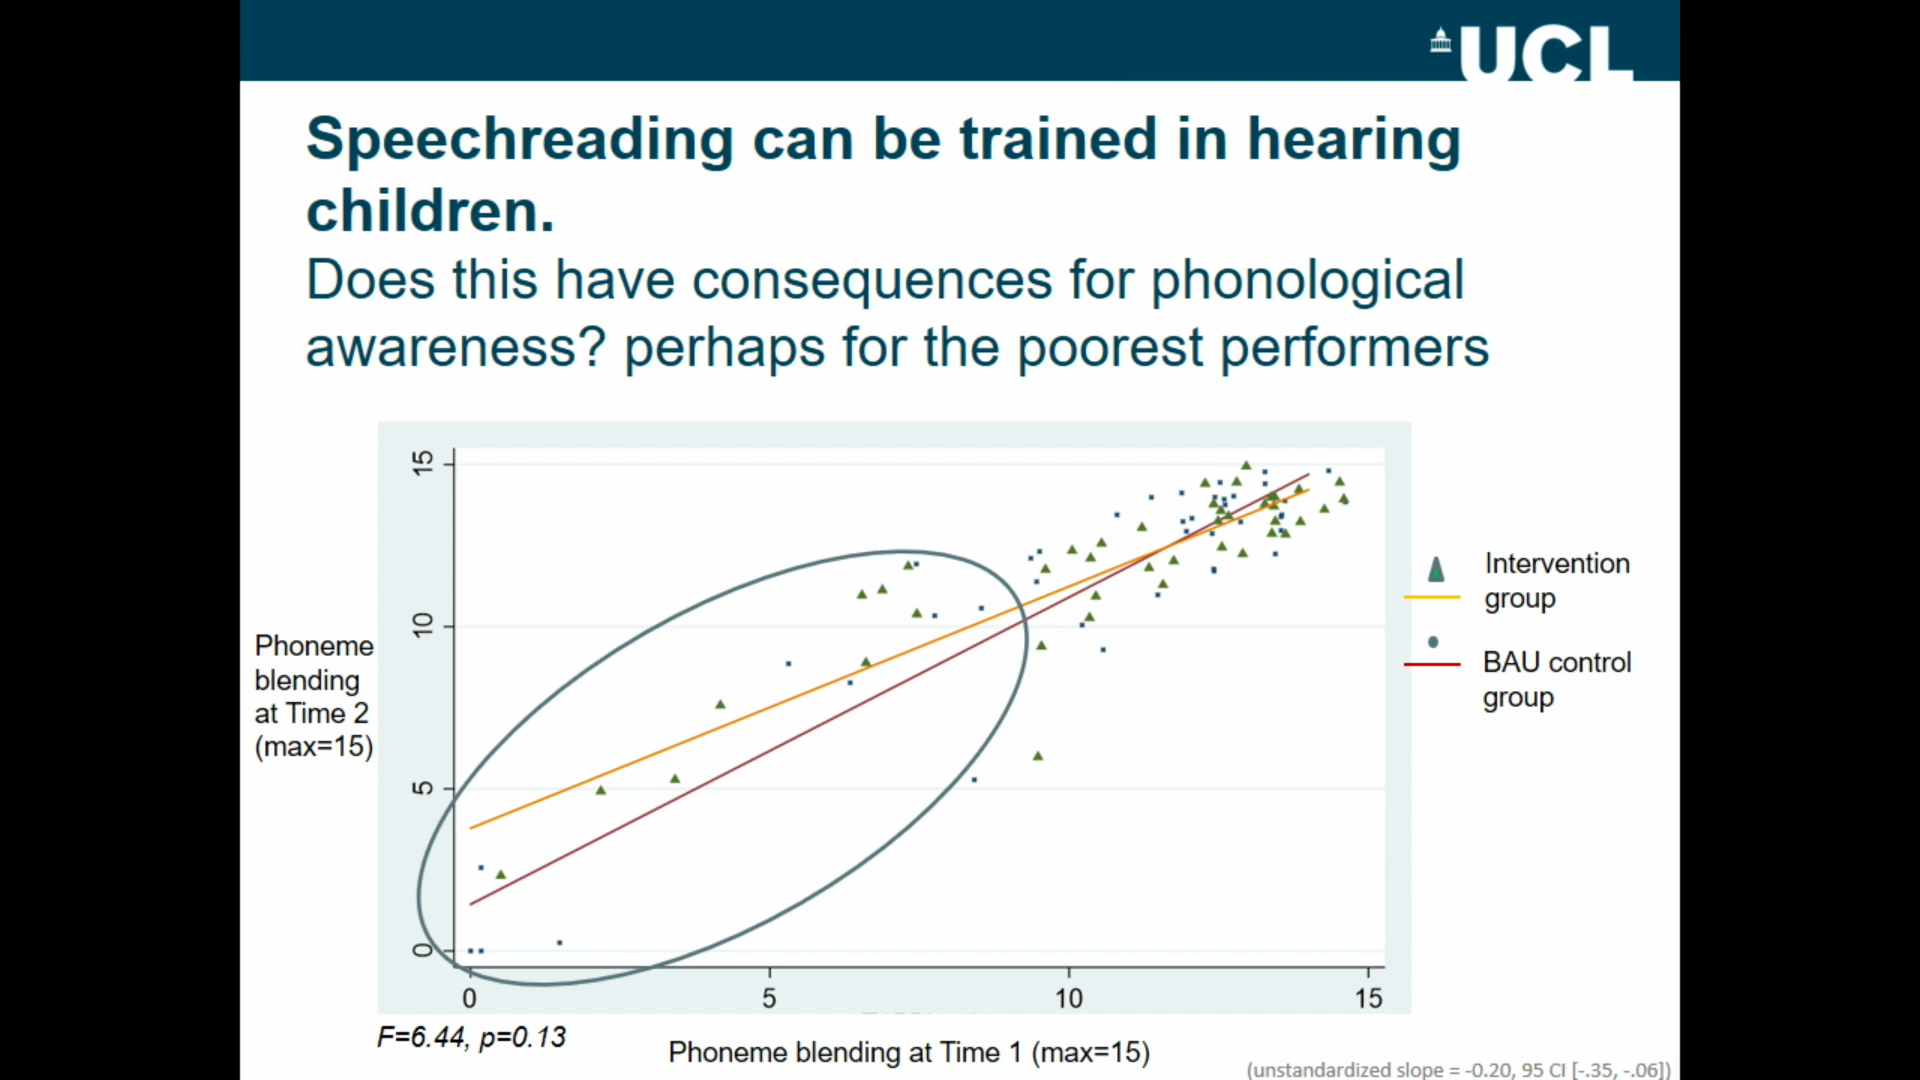 UCL
Speechreading can be trained in hearing
children.
Does this have consequences for phonological
awareness? perhaps for the poorest performers
15
10
5
0
Phoneme
blending
at Time 2
(max=15)
0 5 10 15
Intervention
group
BAU control
group
F=6.44, p=0.13
Phoneme blending at Time 1 (max=15)
(unstandardized slope = -0.20, 95 CI [-.35, -.06])